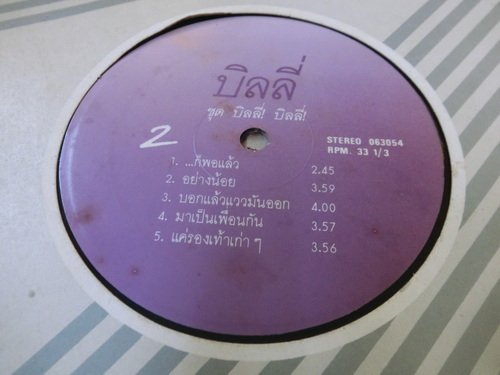 บิลลี่
ชุด บิลลี่! บิลลี่!
2
STEREO 063054
RPM. 33 1/3
1. ...ก็พอแล้ว 2.45
2. อย่างน้อย 3.59
3. บอกแล้วแววมันออก 4.00
4. มาเป็นเพื่อนกัน 3.57
5. แค่รองเท้าเก่า ๆ 3.56